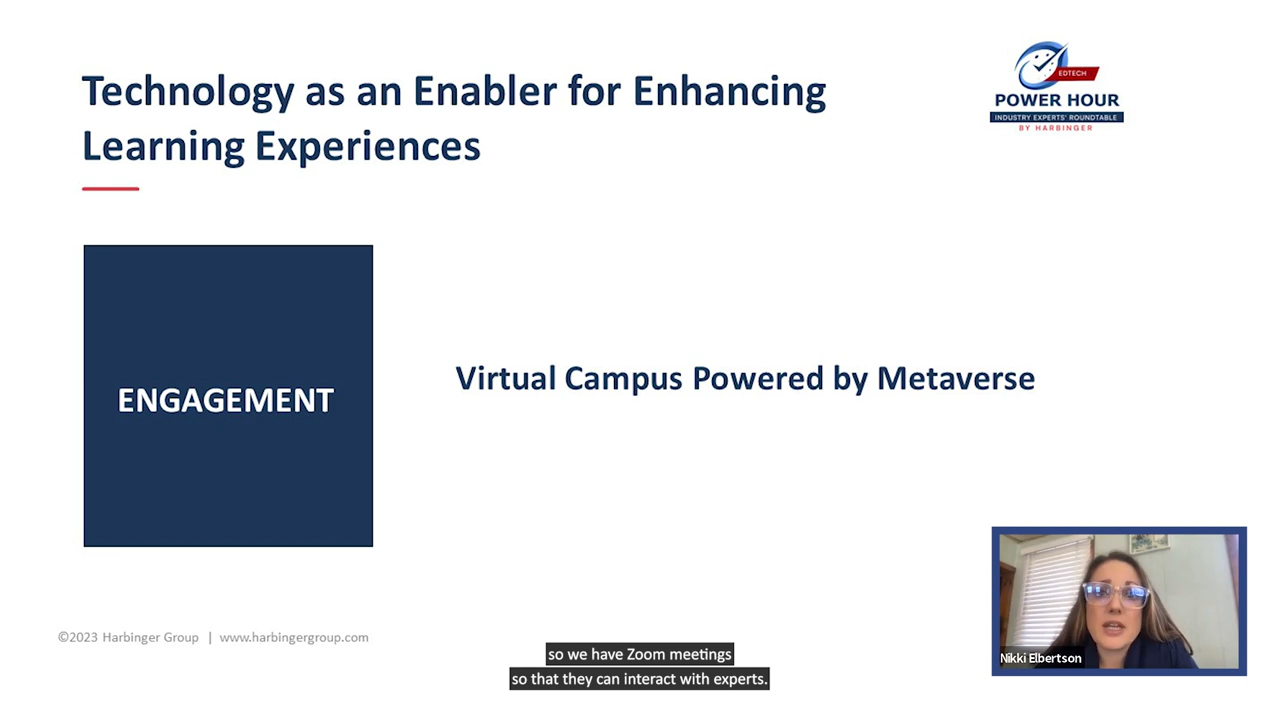 Technology as an Enabler for Enhancing
Learning Experiences
EDTECH
POWER HOUR
INDUSTRY EXPERTS' ROUNDTABLE
BY HARBINGER
ENGAGEMENT
Virtual Campus Powered by Metaverse
©2023 Harbinger Group | www.harbingergroup.com
so we have Zoom meetings
so that they can interact with experts.
Nikki Elbertson